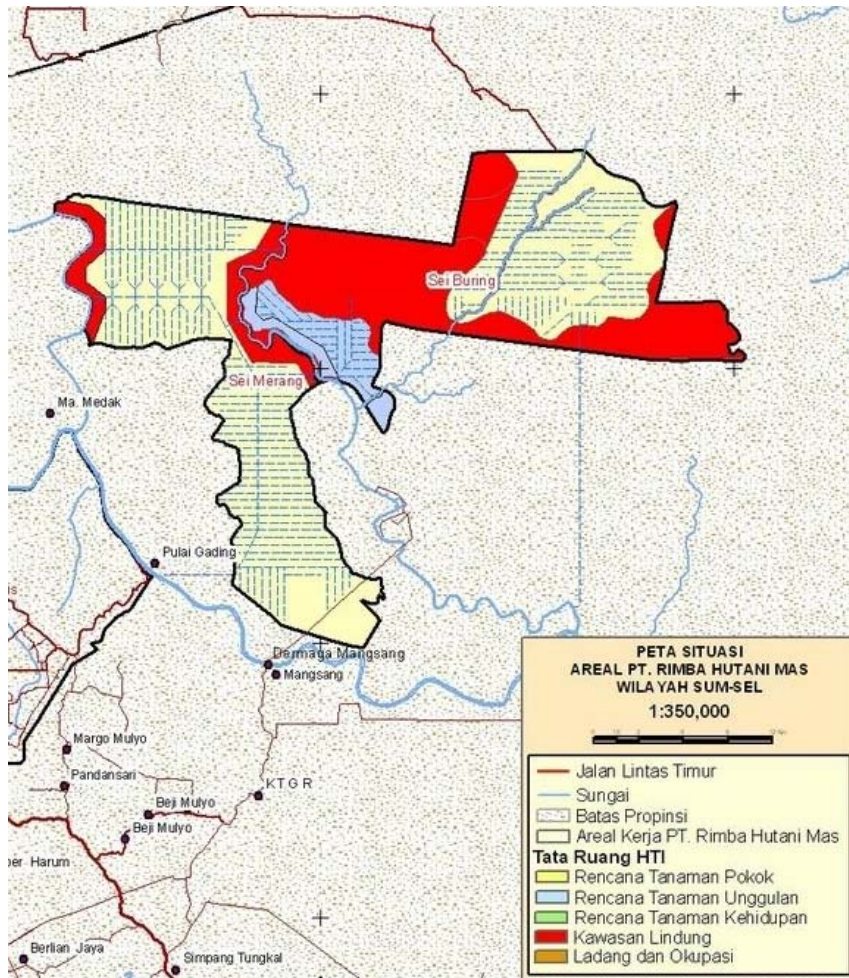 Sei Buring
Sei Merang
Ma. Medak
Pulai Gading
Dermaga Mangsang
Mangsang
Margo Mulyo
Pandansari
KTGR
Beji Mulyo
Beji Mulyo
Harum
Berlian Jaya
Simpang Tungkal
PETA SITUASI
AREAL PT. RIMBA HUTANI MAS
WILAYAH SUM-SEL
1:350,000
Jalan Lintas Timur
Sungai
Batas Propinsi
Areal Kerja PT. Rimba Hutani Mas
Tata Ruang HTI
Rencana Tanaman Pokok
Rencana Tanaman Unggulan
Rencana Tanaman Kehidupan
Kawasan Lindung
Ladang dan Okupasi